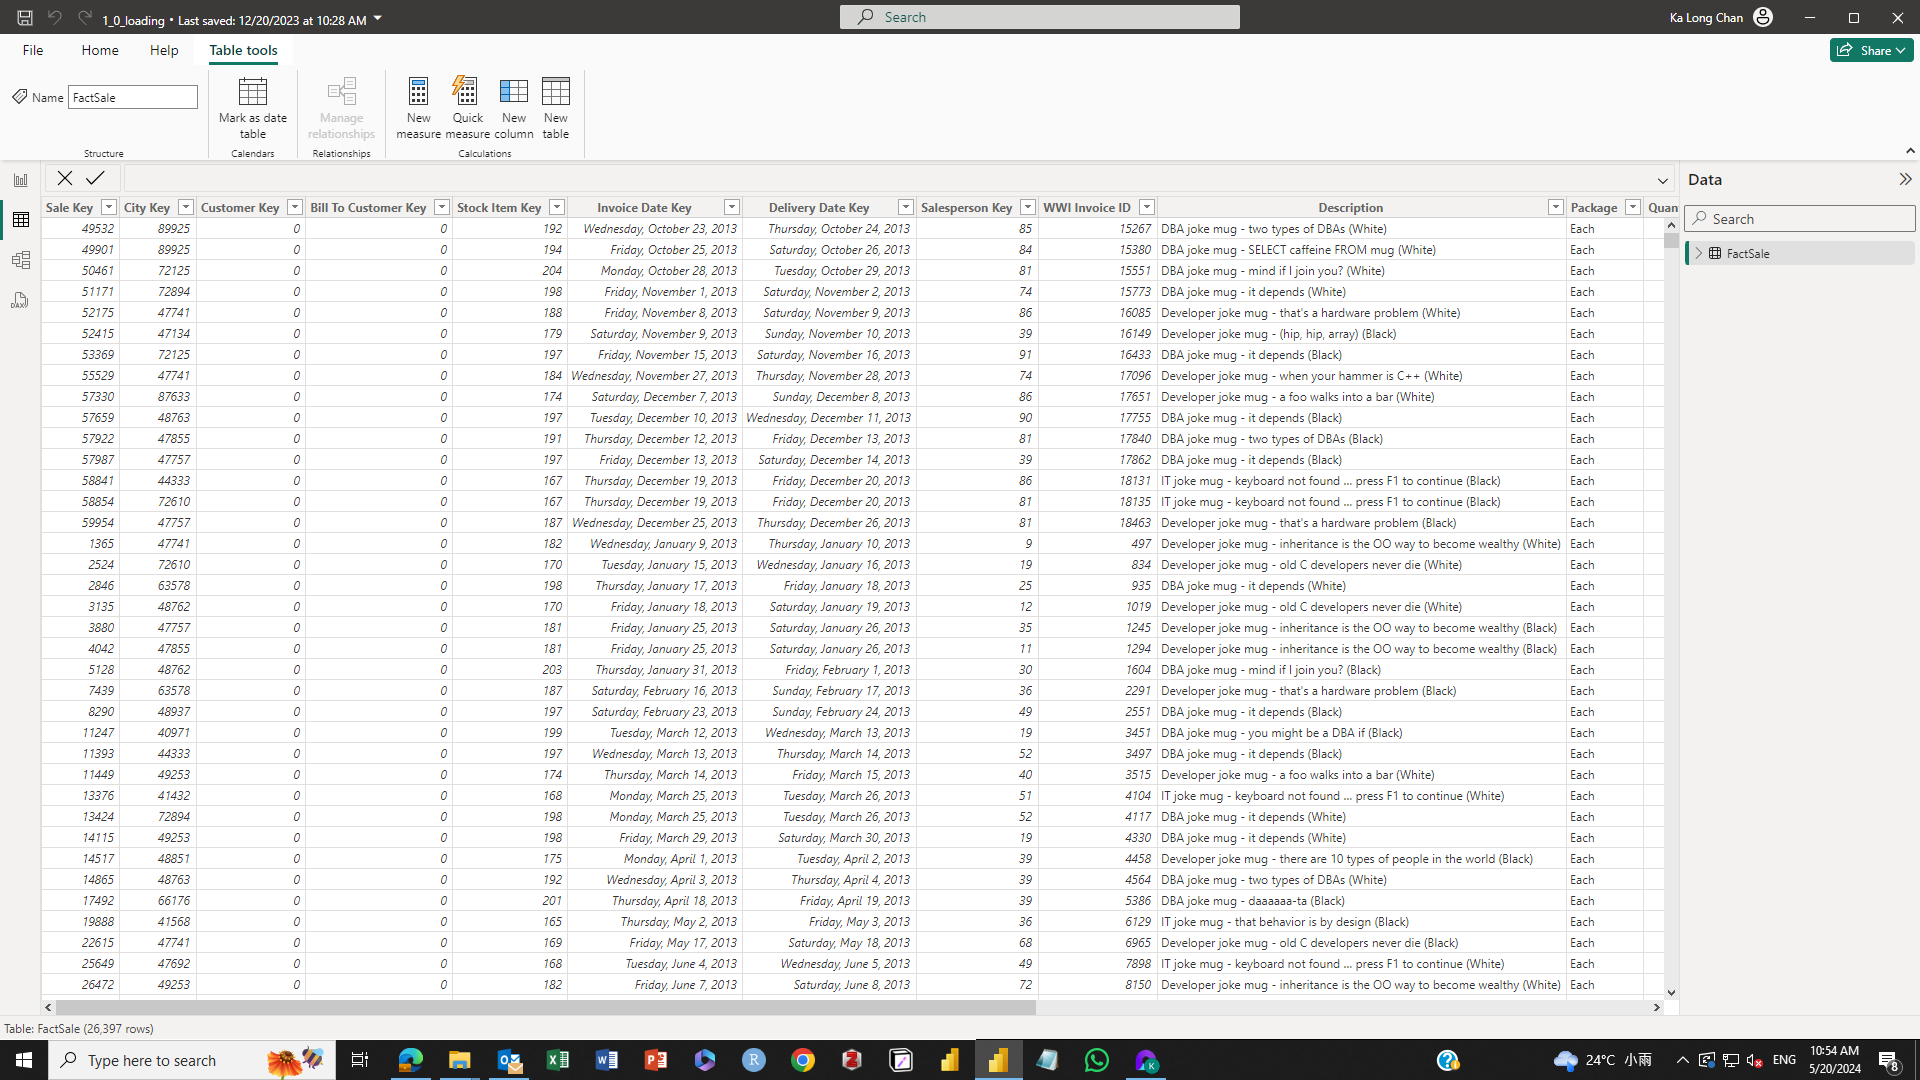 1_0_loading • Last saved: 12/20/2023 at 10:28 AM
Search
Ka Long Chan
File Home Help Table tools
Share
Name FactSale
Mark as date table
Manage relationships
New measure
Quick measure
New column
New table
Structure Calendars Relationships Calculations
Data
Search
FactSale
Sale Key City Key Customer Key Bill To Customer Key Stock Item Key Invoice Date Key Delivery Date Key Salesperson Key WWI Invoice ID Description Package Quan
49532 89925 0 0 192 Wednesday, October 23, 2013 Thursday, October 24, 2013 85 15267 DBA joke mug - two types of DBAs (White) Each
49901 89925 0 0 194 Friday, October 25, 2013 Saturday, October 26, 2013 84 15380 DBA joke mug - SELECT caffeine FROM mug (White) Each
50461 72125 0 0 204 Monday, October 28, 2013 Tuesday, October 29, 2013 81 15551 DBA joke mug - mind if I join you? (White) Each
51171 72894 0 0 198 Friday, November 1, 2013 Saturday, November 2, 2013 74 15773 DBA joke mug - it depends (White) Each
52175 47741 0 0 188 Friday, November 8, 2013 Saturday, November 9, 2013 86 16085 Developer joke mug - that's a hardware problem (White) Each
52415 47134 0 0 179 Saturday, November 9, 2013 Sunday, November 10, 2013 39 16149 Developer joke mug - (hip, hip, array) (Black) Each
53369 72125 0 0 197 Friday, November 15, 2013 Saturday, November 16, 2013 91 16433 DBA joke mug - it depends (Black) Each
55529 47741 0 0 184 Wednesday, November 27, 2013 Thursday, November 28, 2013 74 17096 Developer joke mug - when your hammer is C++ (White) Each
57330 87633 0 0 174 Saturday, December 7, 2013 Sunday, December 8, 2013 86 17651 Developer joke mug - a foo walks into a bar (White) Each
57659 48763 0 0 197 Tuesday, December 10, 2013 Wednesday, December 11, 2013 90 17755 DBA joke mug - it depends (Black) Each
57922 47855 0 0 191 Thursday, December 12, 2013 Friday, December 13, 2013 81 17840 DBA joke mug - two types of DBAs (Black) Each
57987 47757 0 0 197 Friday, December 13, 2013 Saturday, December 14, 2013 39 17862 DBA joke mug - it depends (Black) Each
58841 44333 0 0 167 Thursday, December 19, 2013 Friday, December 20, 2013 86 18131 IT joke mug - keyboard not found ... press F1 to continue (Black) Each
58854 72610 0 0 167 Thursday, December 19, 2013 Friday, December 20, 2013 81 18135 IT joke mug - keyboard not found ... press F1 to continue (Black) Each
59954 47757 0 0 187 Wednesday, December 25, 2013 Thursday, December 26, 2013 81 18463 Developer joke mug - that's a hardware problem (Black) Each
1365 47741 0 0 182 Wednesday, January 9, 2013 Thursday, January 10, 2013 9 497 Developer joke mug - inheritance is the OO way to become wealthy (White) Each
2524 72610 0 0 170 Tuesday, January 15, 2013 Wednesday, January 16, 2013 19 834 Developer joke mug - old C developers never die (White) Each
2846 63578 0 0 198 Thursday, January 17, 2013 Friday, January 18, 2013 25 935 DBA joke mug - it depends (White) Each
3135 48762 0 0 170 Friday, January 18, 2013 Saturday, January 19, 2013 12 1019 Developer joke mug - old C developers never die (White) Each
3880 47757 0 0 181 Friday, January 25, 2013 Saturday, January 26, 2013 35 1245 Developer joke mug - inheritance is the OO way to become wealthy (Black) Each
4042 47855 0 0 181 Friday, January 25, 2013 Saturday, January 26, 2013 11 1294 Developer joke mug - inheritance is the OO way to become wealthy (Black) Each
5128 48762 0 0 203 Thursday, January 31, 2013 Friday, February 1, 2013 30 1604 DBA joke mug - mind if I join you? (Black) Each
7439 63578 0 0 187 Saturday, February 16, 2013 Sunday, February 17, 2013 36 2291 Developer joke mug - that's a hardware problem (Black) Each
8290 48937 0 0 197 Saturday, February 23, 2013 Sunday, February 24, 2013 49 2551 DBA joke mug - it depends (Black) Each
11247 40971 0 0 199 Tuesday, March 12, 2013 Wednesday, March 13, 2013 19 3451 DBA joke mug - you might be a DBA if (Black) Each
11393 44333 0 0 197 Wednesday, March 13, 2013 Thursday, March 14, 2013 52 3497 DBA joke mug - it depends (Black) Each
11449 49253 0 0 174 Thursday, March 14, 2013 Friday, March 15, 2013 40 3515 Developer joke mug - a foo walks into a bar (White) Each
13376 41432 0 0 168 Monday, March 25, 2013 Tuesday, March 26, 2013 51 4104 IT joke mug - keyboard not found ... press F1 to continue (White) Each
13424 72894 0 0 198 Monday, March 25, 2013 Tuesday, March 26, 2013 52 4117 DBA joke mug - it depends (White) Each
14115 49253 0 0 198 Friday, March 29, 2013 Saturday, March 30, 2013 19 4330 DBA joke mug - it depends (White) Each
14517 48851 0 0 175 Monday, April 1, 2013 Tuesday, April 2, 2013 39 4458 Developer joke mug - there are 10 types of people in the world (Black) Each
14865 48763 0 0 192 Wednesday, April 3, 2013 Thursday, April 4, 2013 39 4564 DBA joke mug - two types of DBAs (White) Each
17492 66176 0 0 201 Thursday, April 18, 2013 Friday, April 19, 2013 39 5386 DBA joke mug - daaaaaa-ta (Black) Each
19888 41568 0 0 165 Thursday, May 2, 2013 Friday, May 3, 2013 36 6129 IT joke mug - that behavior is by design (Black) Each
22615 47741 0 0 169 Friday, May 17, 2013 Saturday, May 18, 2013 68 6965 Developer joke mug - old C developers never die (Black) Each
25649 47692 0 0 168 Tuesday, June 4, 2013 Wednesday, June 5, 2013 49 7898 IT joke mug - keyboard not found ... press F1 to continue (White) Each
26472 49253 0 0 182 Friday, June 7, 2013 Saturday, June 8, 2013 72 8150 Developer joke mug - inheritance is the OO way to become wealthy (White) Each
Table: FactSale (26,397 rows)
Type here to search
24°C 小雨
ENG
10:54 AM
5/20/2024
8